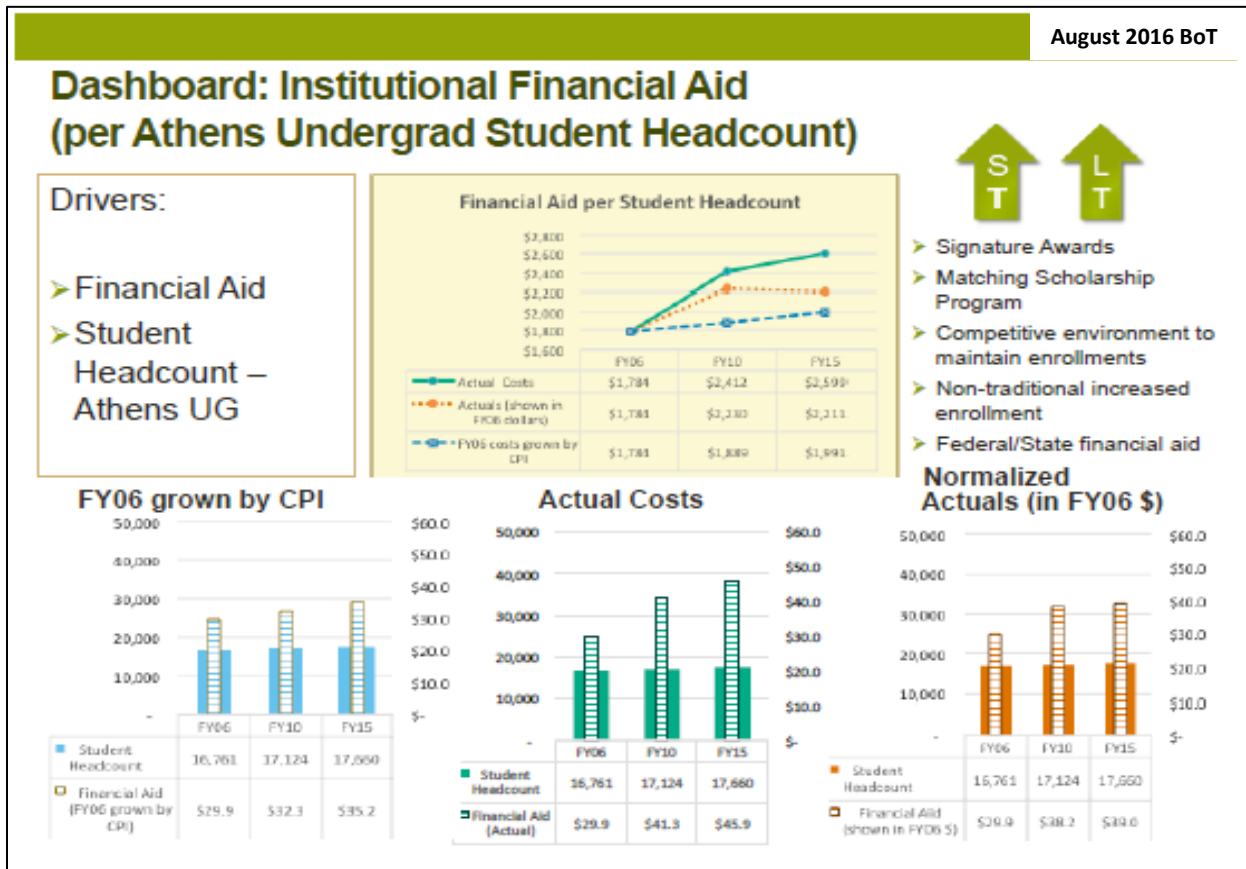 August 2016 BoT
Dashboard: Institutional Financial Aid
(per Athens Undergrad Student Headcount)
S
T
L
T
Drivers:
➢ Financial Aid
➢ Student
Headcount –
Athens UG
Financial Aid per Student Headcount
$2,800
$2,600
$2,400
$2,200
$2,000
$1,800
$1,600
FY06 FY10 FY15
Actual Costs $1,784 $2,412 $2,599
Actuals (shown in
FY06 dollars) $1,784 $2,230 $2,211
FY06 costs grown by
CPI $1,784 $1,889 $1,991
➢ Signature Awards
➢ Matching Scholarship
Program
➢ Competitive environment to
maintain enrollments
➢ Non-traditional increased
enrollment
➢ Federal/State financial aid
FY06 grown by CPI
50,000 $60.0
40,000 $50.0
30,000 $40.0
20,000 $30.0
10,000 $20.0
- $10.0
$-
FY06 FY10 FY15
Student
Headcount 16,761 17,124 17,660
Financial Aid
(FY06 grown by
CPI) $29.9 $32.3 $35.2
Actual Costs
50,000 $60.0
40,000 $50.0
30,000 $40.0
20,000 $30.0
10,000 $20.0
- $10.0
$-
FY06 FY10 FY15
Student
Headcount 16,761 17,124 17,660
Financial Aid
(Actual) $29.9 $41.3 $45.9
Normalized
Actuals (in FY06 $)
50,000 $60.0
40,000 $50.0
30,000 $40.0
20,000 $30.0
10,000 $20.0
- $10.0
$-
FY06 FY10 FY15
Student
Headcount 16,761 17,124 17,660
Financial Aid
(shown in FY06 $) $29.9 $38.2 $39.0